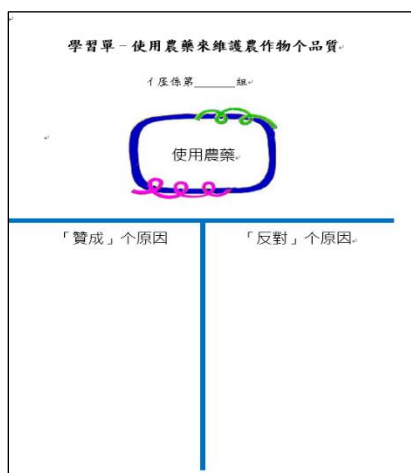 學習單－使用農藥來維護農作物个品質
亻厓係第______組
使用農藥
「贊成」个原因
「反對」个原因